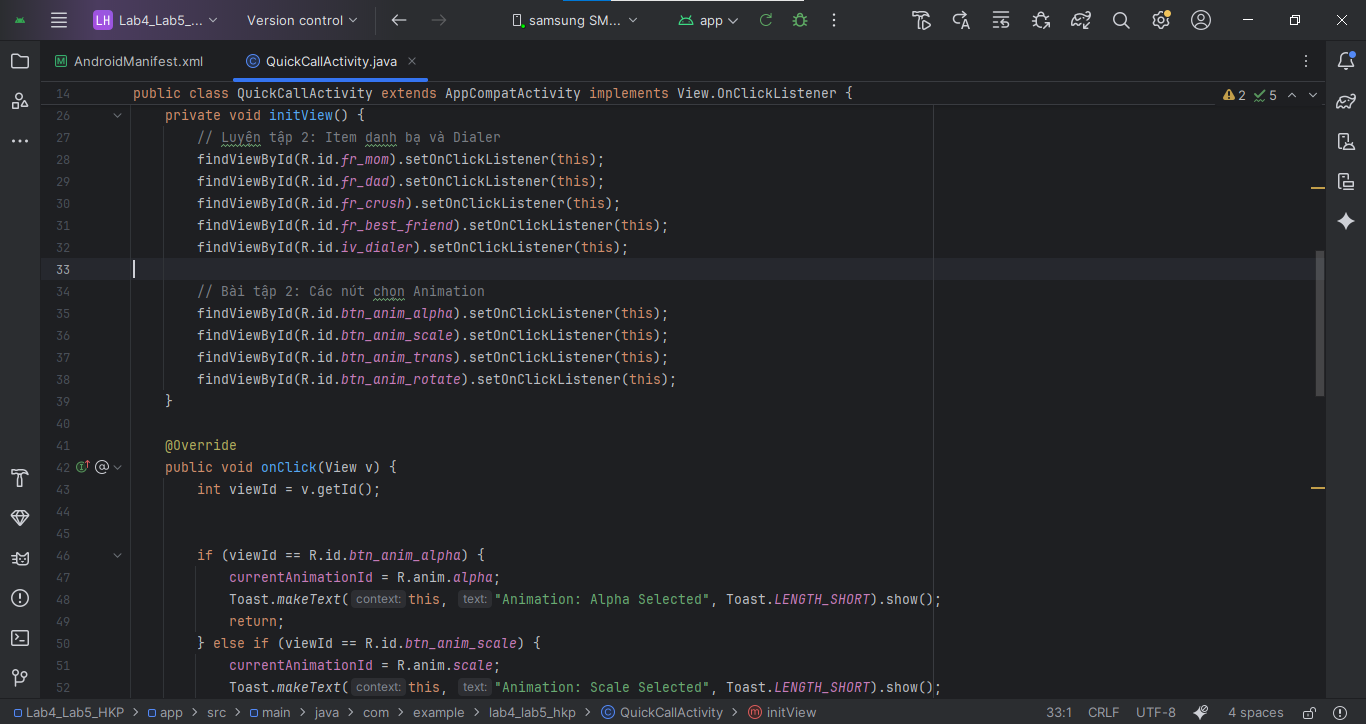 LH Lab4_Lab5_... Version control samsung SM... app
AndroidManifest.xml QuickCallActivity.java
14 public class QuickCallActivity extends AppCompatActivity implements View.OnClickListener { 2 5
26 private void initView() {
27 // Luyện tập 2: Item danh bạ và Dialer
28 findViewById(R.id.fr_mom).setOnClickListener(this);
29 findViewById(R.id.fr_dad).setOnClickListener(this);
30 findViewById(R.id.fr_crush).setOnClickListener(this);
31 findViewById(R.id.fr_best_friend).setOnClickListener(this);
32 findViewById(R.id.iv_dialer).setOnClickListener(this);
33
34 // Bài tập 2: Các nút chọn Animation
35 findViewById(R.id.btn_anim_alpha).setOnClickListener(this);
36 findViewById(R.id.btn_anim_scale).setOnClickListener(this);
37 findViewById(R.id.btn_anim_trans).setOnClickListener(this);
38 findViewById(R.id.btn_anim_rotate).setOnClickListener(this);
39 }
40
41 @Override
42 public void onClick(View v) {
43 int viewId = v.getId();
44
45
46 if (viewId == R.id.btn_anim_alpha) {
47 currentAnimationId = R.anim.alpha;
48 Toast.makeText( context: this, text: "Animation: Alpha Selected", Toast.LENGTH_SHORT).show();
49 return;
50 } else if (viewId == R.id.btn_anim_scale) {
51 currentAnimationId = R.anim.scale;
52 Toast.makeText( context: this, text: "Animation: Scale Selected", Toast.LENGTH_SHORT).show();
Lab4_Lab5_HKP > app > src > main > java > com > example > lab4_lab5_hkp > QuickCallActivity > initView 33:1 CRLF UTF-8 4 spaces